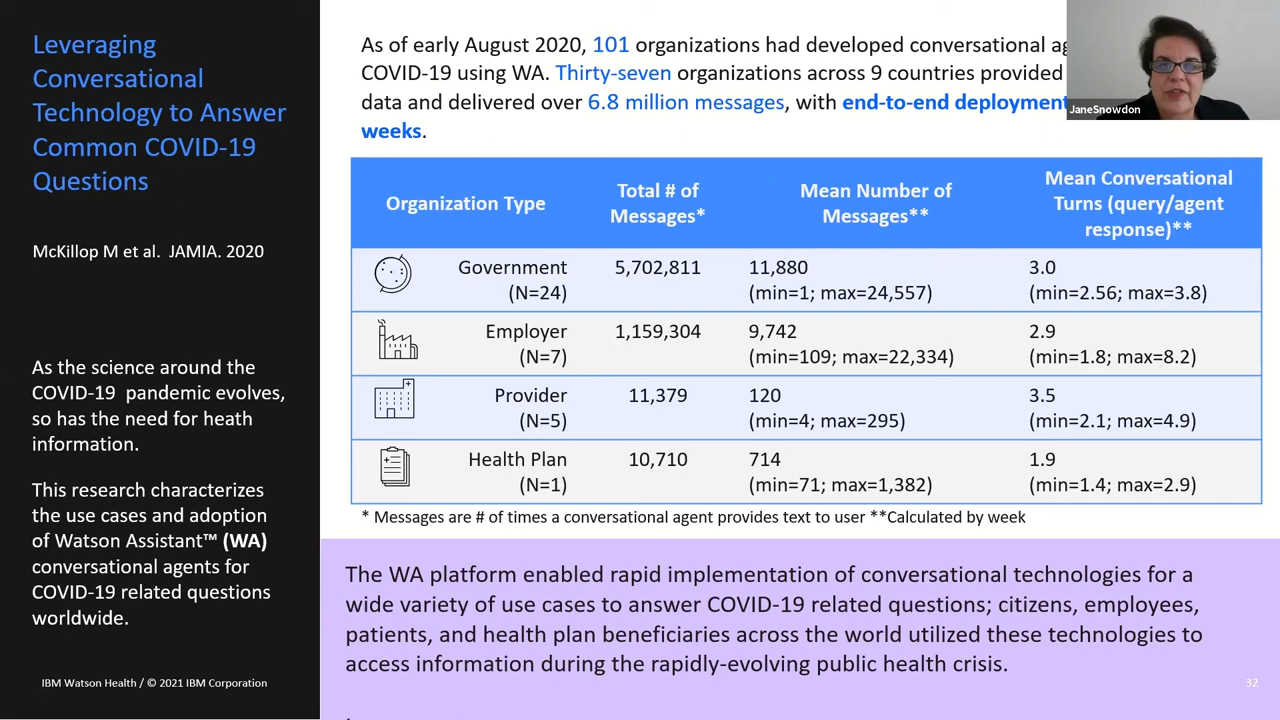 Leveraging
Conversational
Technology to Answer
Common COVID-19
Questions
McKillop M et al.  JAMIA. 2020
As the science around the
COVID-19  pandemic evolves,
so has the need for heath
information.
This research characterizes
the use cases and adoption
of Watson Assistant™ (WA)
conversational agents for
COVID-19 related questions
worldwide.
IBM Watson Health / © 2021 IBM Corporation
As of early August 2020, 101 organizations had developed conversational
COVID-19 using WA. Thirty-seven organizations across 9 countries provided
data and delivered over 6.8 million messages, with end-to-end deployment
weeks.
JaneSnowdon
Organization Type
Total # of
Messages*
Mean Number of
Messages**
Mean Conversational
Turns (query/agent
response)**
Government
(N=24)
5,702,811
11,880
(min=1; max=24,557)
3.0
(min=2.56; max=3.8)
Employer
(N=7)
1,159,304
9,742
(min=109; max=22,334)
2.9
(min=1.8; max=8.2)
Provider
(N=5)
11,379
120
(min=4; max=295)
3.5
(min=2.1; max=4.9)
Health Plan
(N=1)
10,710
714
(min=71; max=1,382)
1.9
(min=1.4; max=2.9)
* Messages are # of times a conversational agent provides text to user **Calculated by week
The WA platform enabled rapid implementation of conversational technologies for a
wide variety of use cases to answer COVID-19 related questions; citizens, employees,
patients, and health plan beneficiaries across the world utilized these technologies to
access information during the rapidly-evolving public health crisis.
32
.